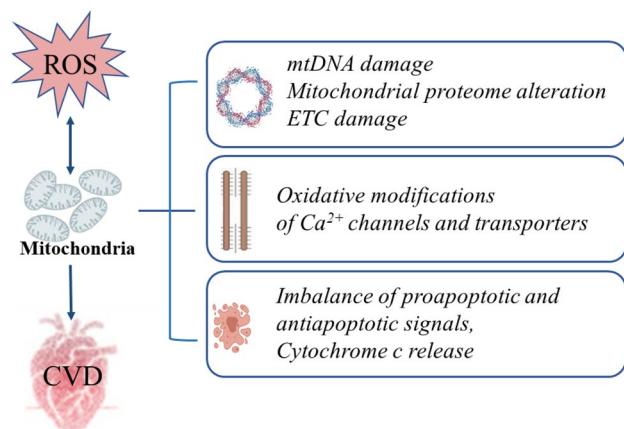 ROS
Mitochondria
CVD
mtDNA damage
Mitochondrial proteome alteration
ETC damage
Oxidative modifications
of Ca²⁺ channels and transporters
Imbalance of proapoptotic and
antiapoptotic signals,
Cytochrome c release